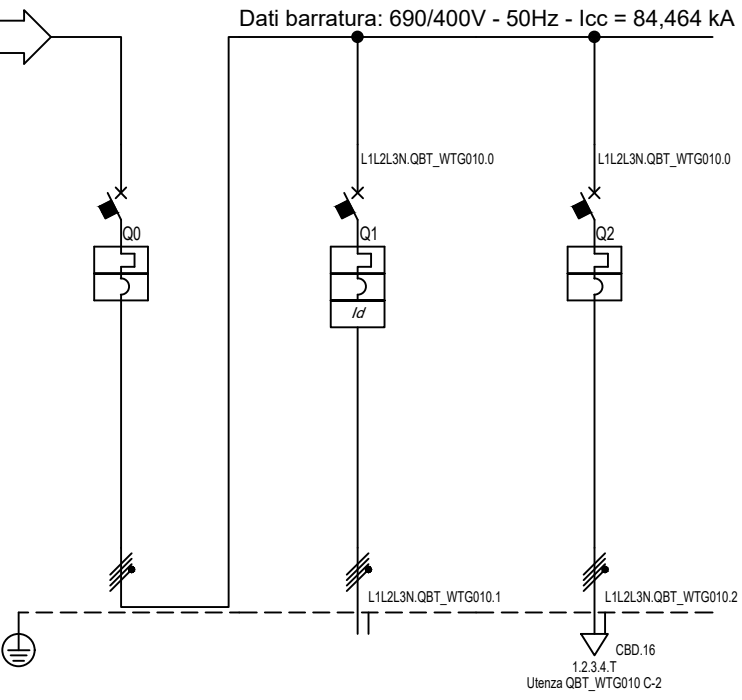 Dati barratura: 690/400V - 50Hz - Icc = 84,464 kA
L1L2L3N.QBT_WTG010.0
L1L2L3N.QBT_WTG010.0
Q0
Q1
Q2
Id
L1L2L3N.QBT_WTG010.1
L1L2L3N.QBT_WTG010.2
CBD.16
1.2.3.4.T
Utenza QBT_WTG010 C-2